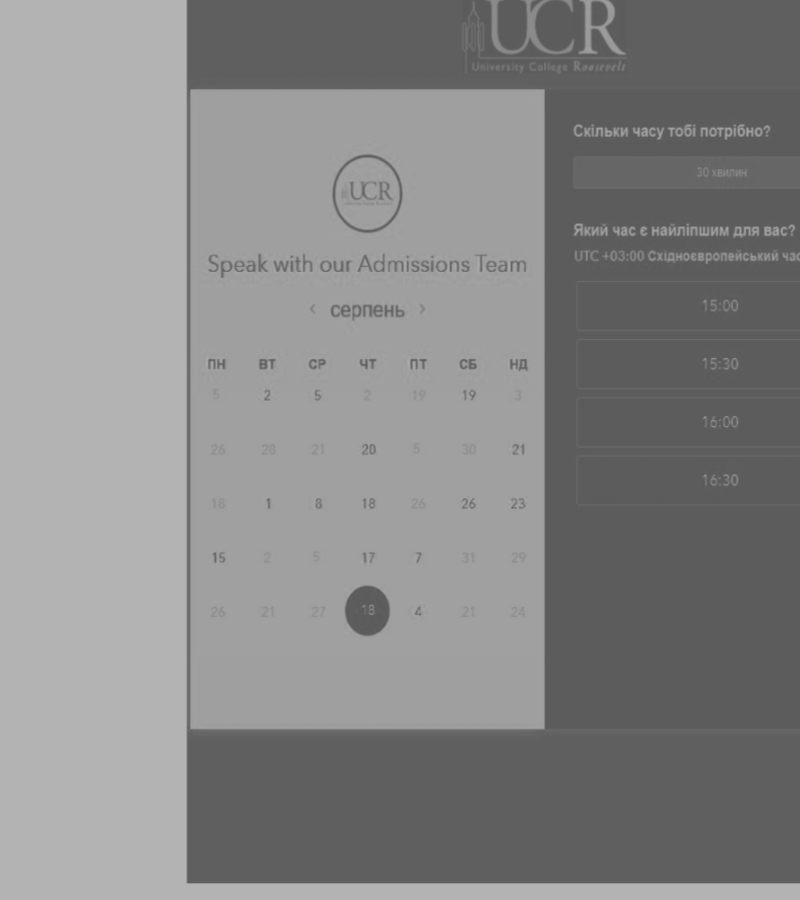 UCR
University College Roosevelt
UCR
Speak with our Admissions Team
< серпень >
ПН ВТ СР ЧТ ПТ СБ НД
5 2 5 2 19 19 3
26 28 21 20 5 30 21
18 1 8 18 26 26 23
15 2 5 17 7 31 29
26 21 27 18 4 21 24
Скільки часу тобі потрібно?
30 хвилин
Який час є найліпшим для вас?
UTC +03:00 Східноєвропейський час
15:00
15:30
16:00
16:30